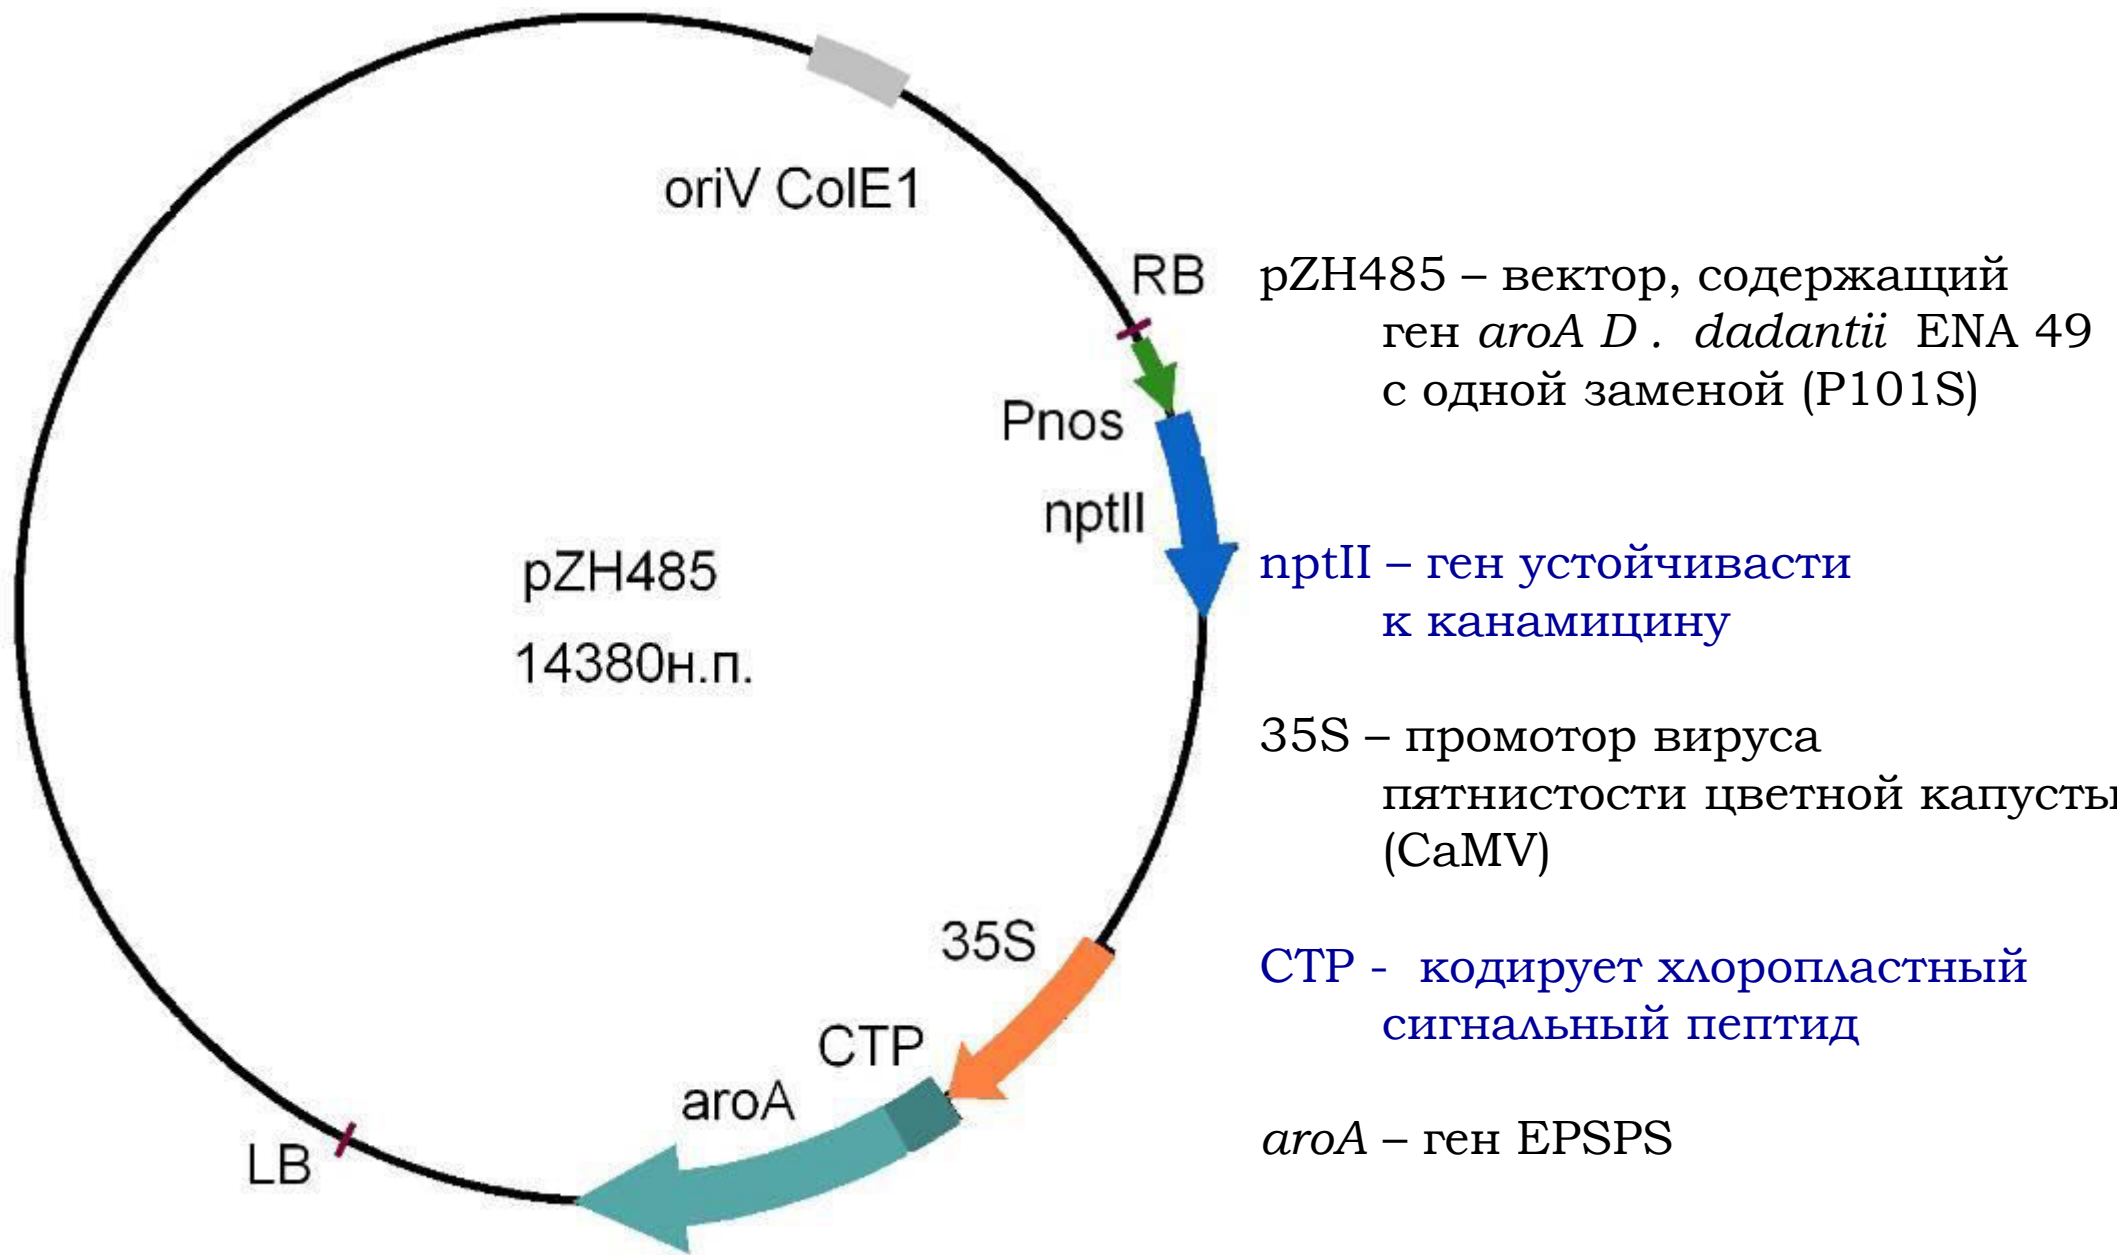 oriV ColE1
RB
Pnos
nptII
pZH485
14380н.п.
35S
CTP
aroA
LB
pZH485 – вектор, содержащий
ген aroA D . dadantii ENA 49
с одной заменой (P101S)
nptII – ген устойчивасти
к канамицину
35S – промотор вируса
пятнистости цветной капусты
(CaMV)
CTP - кодирует хлоропластный
сигнальный пептид
aroA – ген EPSPS